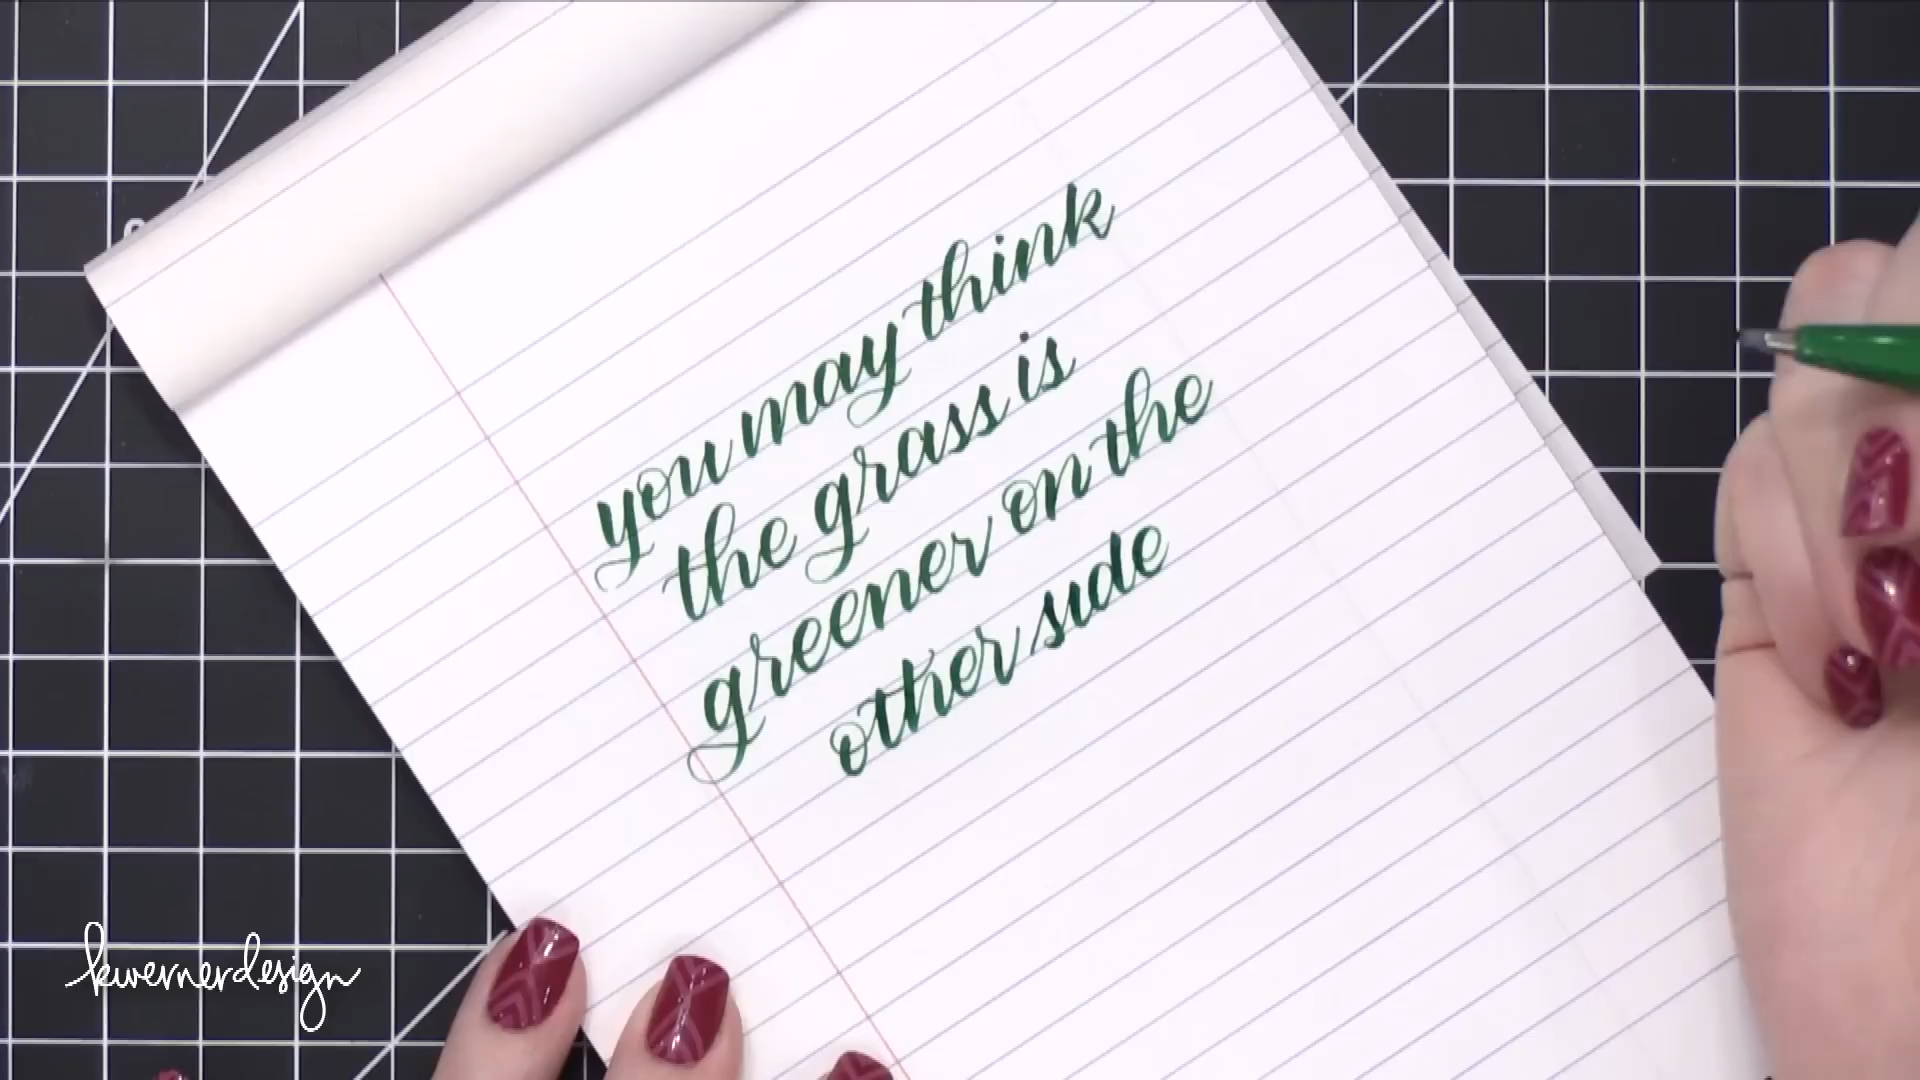 you may think
the grass is
greener on the
other side
kwernerdesign